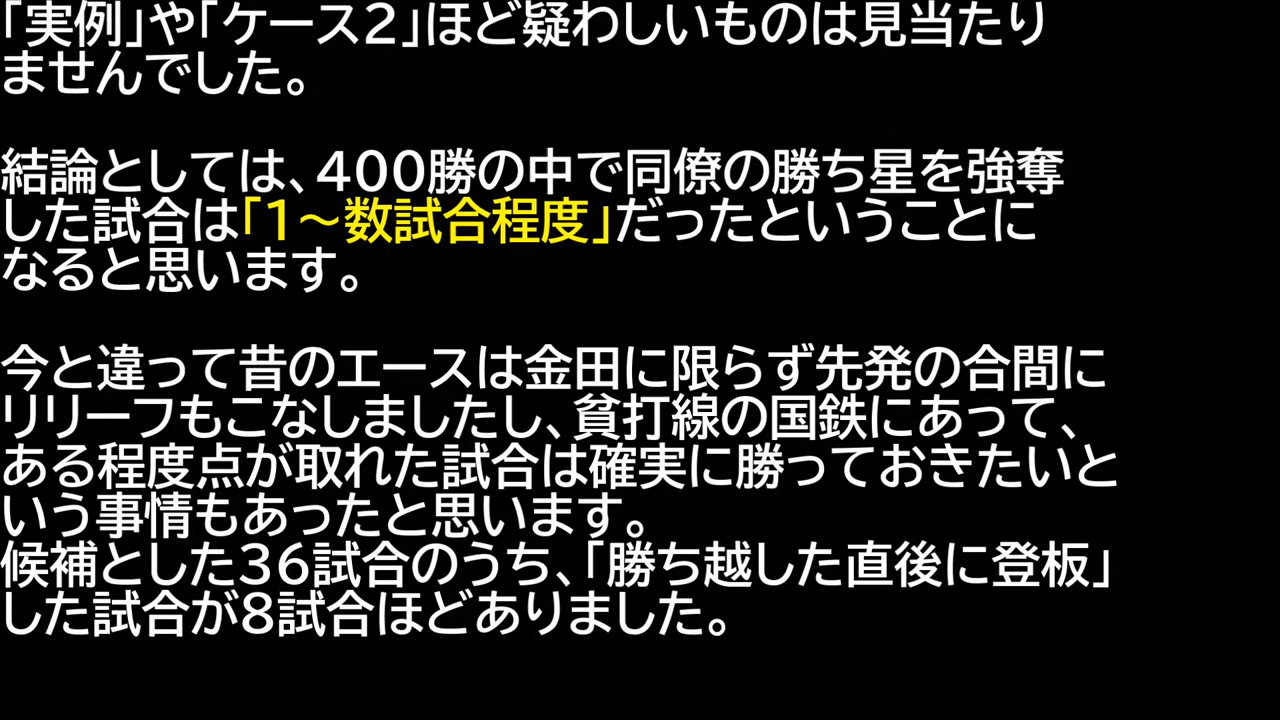 「実例」や「ケース2」ほど疑わしいものは見当たり
ませんでした。
結論としては、400勝の中で同僚の勝ち星を強奪
した試合は「1～数試合程度」だったということに
なると思います。
今と違って昔のエースは金田に限らず先発の合間に
リリーフもこなしましたし、貧打線の国鉄にあって、
ある程度点が取れた試合は確実に勝っておきたいと
いう事情もあったと思います。
候補とした36試合のうち、「勝ち越した直後に登板」
した試合が8試合ほどありました。